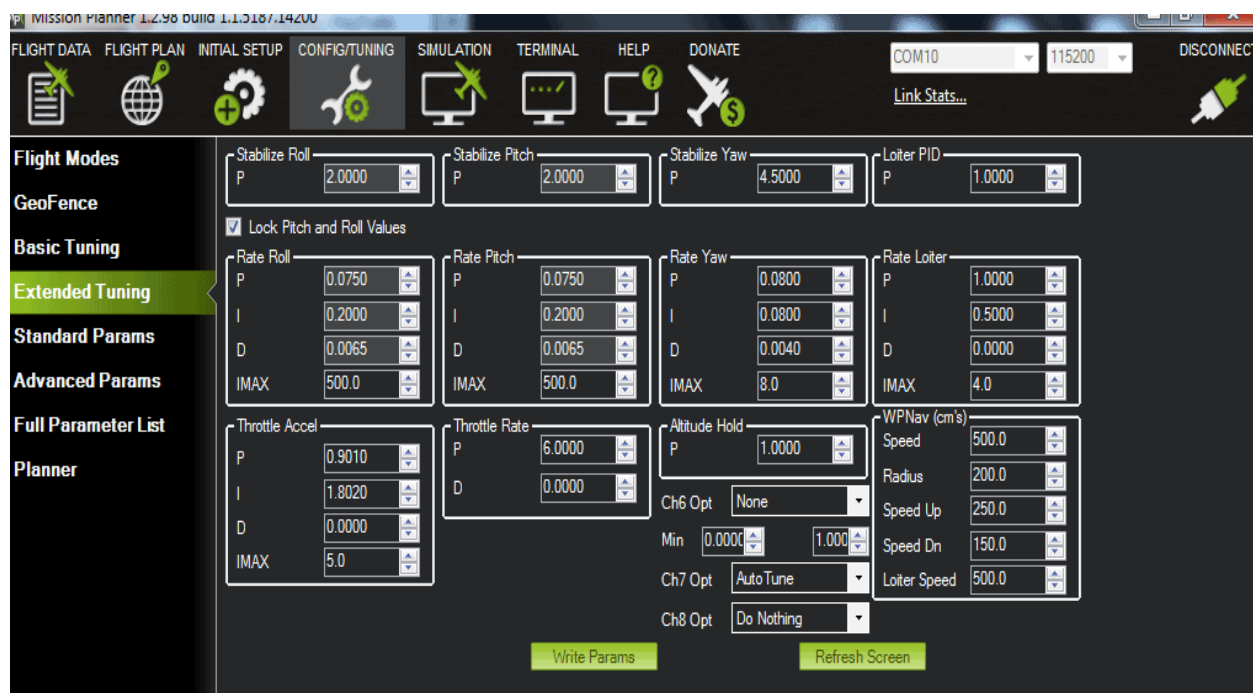 Mission Planner 1.2.98 build 1.1.5187.14200
FLIGHT DATA FLIGHT PLAN INITIAL SETUP CONFIG/TUNING SIMULATION TERMINAL HELP DONATE COM10 115200 DISCONNECT
Link Stats...
Flight Modes
GeoFence
Basic Tuning
Extended Tuning
Standard Params
Advanced Params
Full Parameter List
Planner
Stabilize Roll
P 2.0000
Stabilize Pitch
P 2.0000
Stabilize Yaw
P 4.5000
Loiter PID
P 1.0000
Lock Pitch and Roll Values
Rate Roll
P 0.0750
I 0.2000
D 0.0065
IMAX 500.0
Rate Pitch
P 0.0750
I 0.2000
D 0.0065
IMAX 500.0
Rate Yaw
P 0.0800
I 0.0800
D 0.0040
IMAX 8.0
Rate Loiter
P 1.0000
I 0.5000
D 0.0000
IMAX 4.0
Throttle Accel
P 0.9010
I 1.8020
D 0.0000
IMAX 5.0
Throttle Rate
P 6.0000
D 0.0000
Altitude Hold
P 1.0000
Ch6 Opt None
Min 0.0000 1.000
Ch7 Opt AutoTune
Ch8 Opt Do Nothing
WPNav (cm's)
Speed 500.0
Radius 200.0
Speed Up 250.0
Speed Dn 150.0
Loiter Speed 500.0
Write Params Refresh Screen